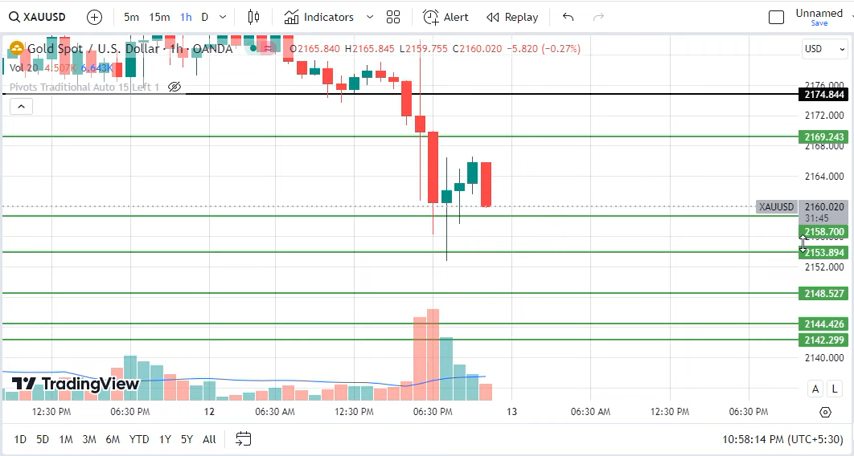 XAUUSD 5m 15m 1h D Indicators Alert Replay Unnamed
Save
Gold Spot / U.S. Dollar · 1h · OANDA O2165.840 H2165.845 L2159.755 C2160.020 −5.820 (−0.27%) USD
Vol 20 4.507K 6.643K
Pivots Traditional Auto 15 Left 1
2176.000
2174.844
2172.000
2169.243
2168.000
2164.000
XAUUSD 2160.020
31:45
2158.700
2153.894
2152.000
2148.527
2144.426
2142.299
2140.000
TradingView
A L
12:30 PM 06:30 PM 12 06:30 AM 12:30 PM 06:30 PM 13 06:30 AM 12:30 PM 06:30 PM
1D 5D 1M 3M 6M YTD 1Y 5Y All 10:58:14 PM (UTC+5:30)